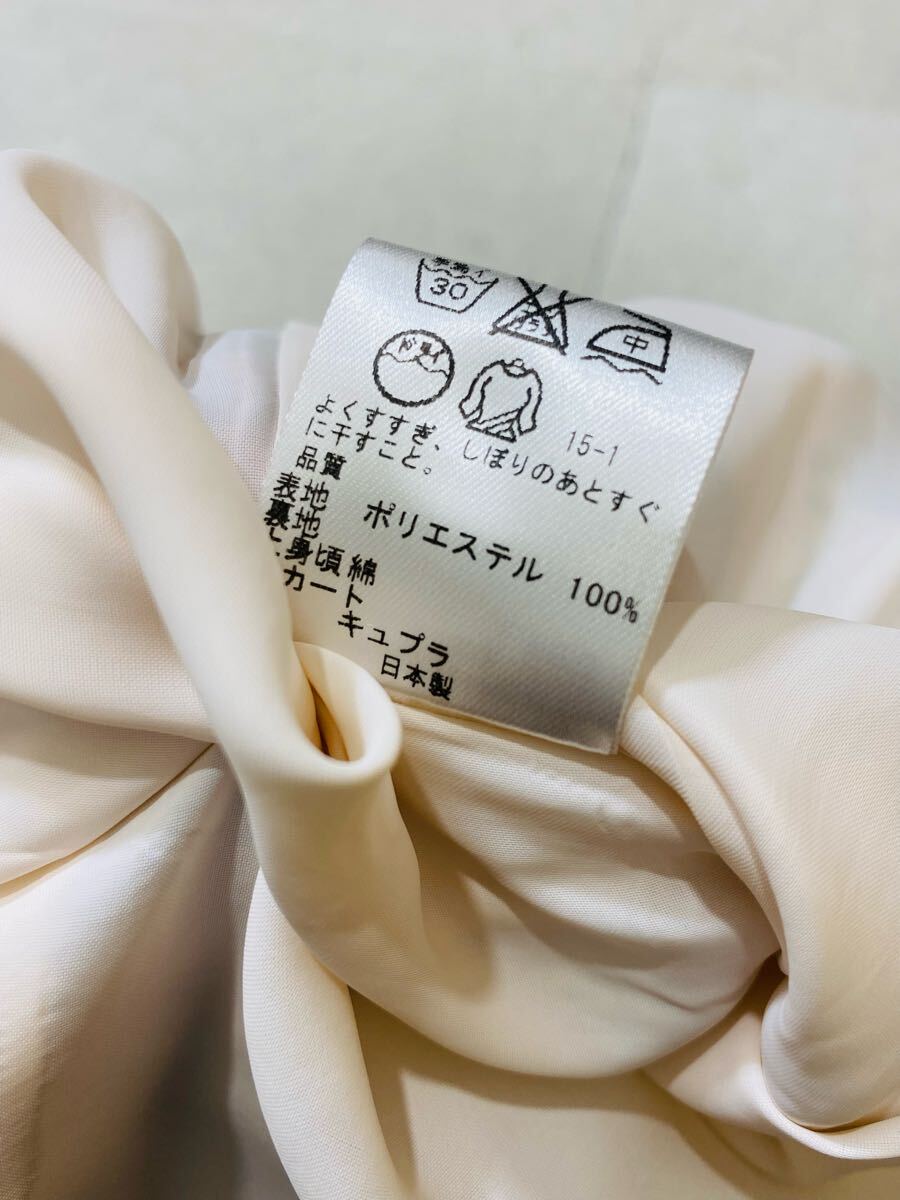 手洗イ
30
中
ドライ
15-1
よくすすぎ、しぼりのあとすぐ
に干すこと。
品質
表地 ポリエステル 100%
裏地
身頃 綿
カート
キュプラ
日本製